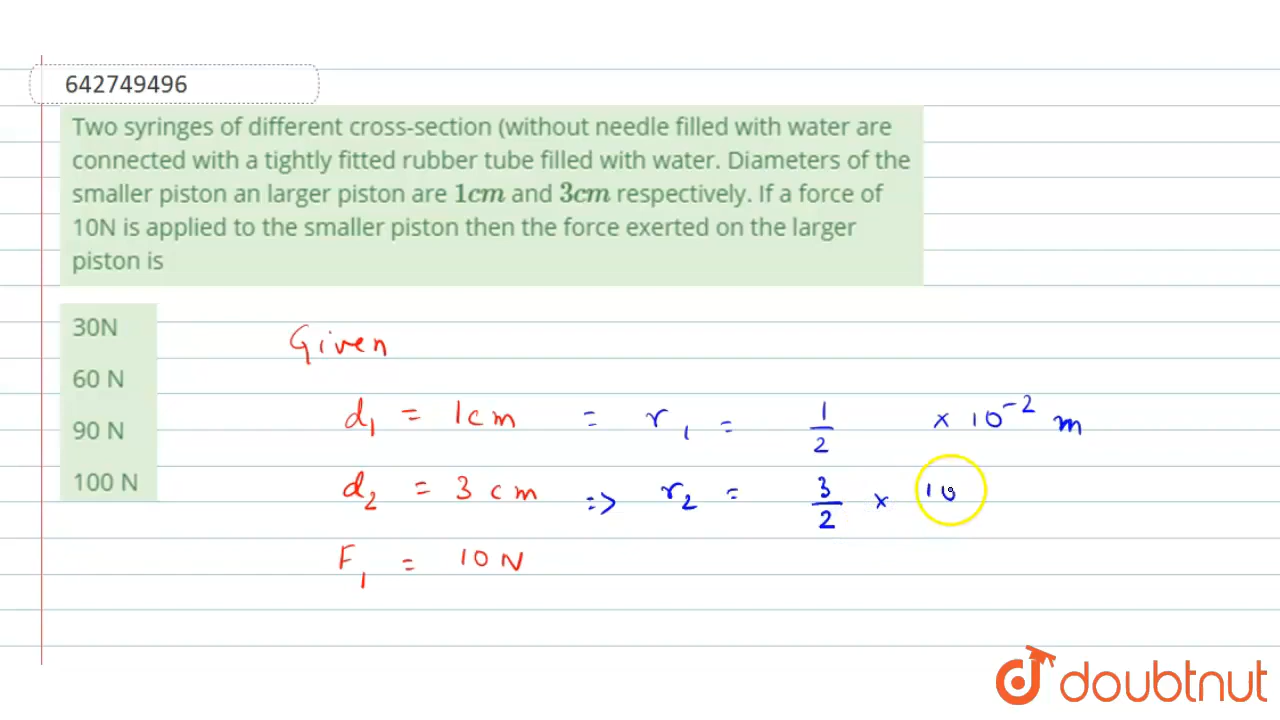 642749496
Two syringes of different cross-section (without needle filled with water are
connected with a tightly fitted rubber tube filled with water. Diameters of the
smaller piston an larger piston are 1cm and 3cm respectively. If a force of
10N is applied to the smaller piston then the force exerted on the larger
piston is
30N
60 N
90 N
100 N
Given
d₁ = 1cm = r₁ = 1/2 × 10⁻² m
d₂ = 3 cm => r₂ = 3/2 × 10
F₁ = 10N
doubtnut